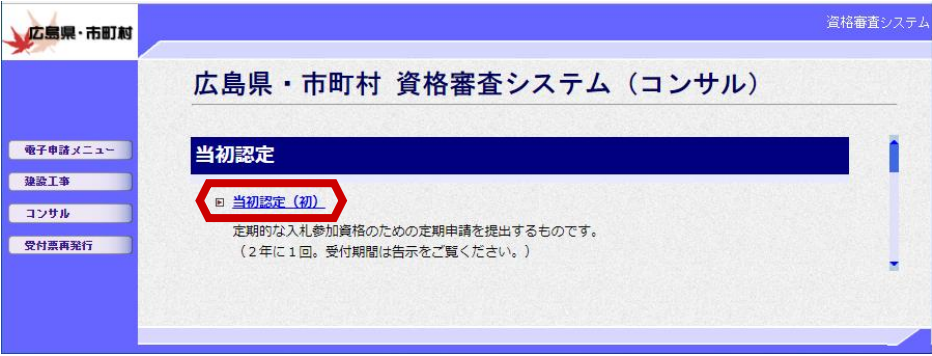 広島県・市町村
資格審査システム
広島県・市町村 資格審査システム（コンサル）
電子申請メニュー
建設工事
コンサル
受付票再発行
当初認定
当初認定（初）
定期的な入札参加資格のための定期申請を提出するものです。
（２年に１回。受付期間は告示をご覧ください。）